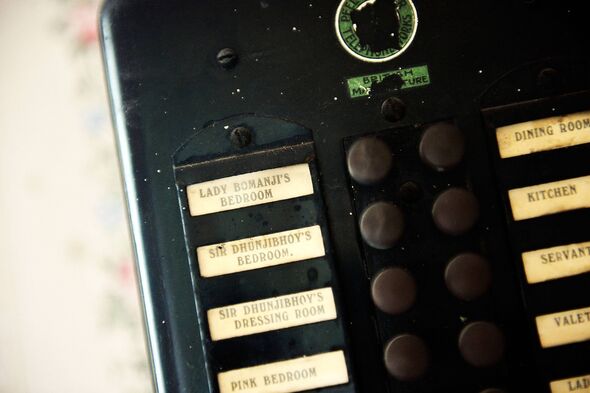 BRITISH
LADY BOMANJI'S
BEDROOM
SIR DHUNJIBHOY'S
BEDROOM.
SIR DHUNJIBHOY'S
DRESSING ROOM
PINK BEDROOM
DINING ROOM
KITCHEN
SERVANT
VALET